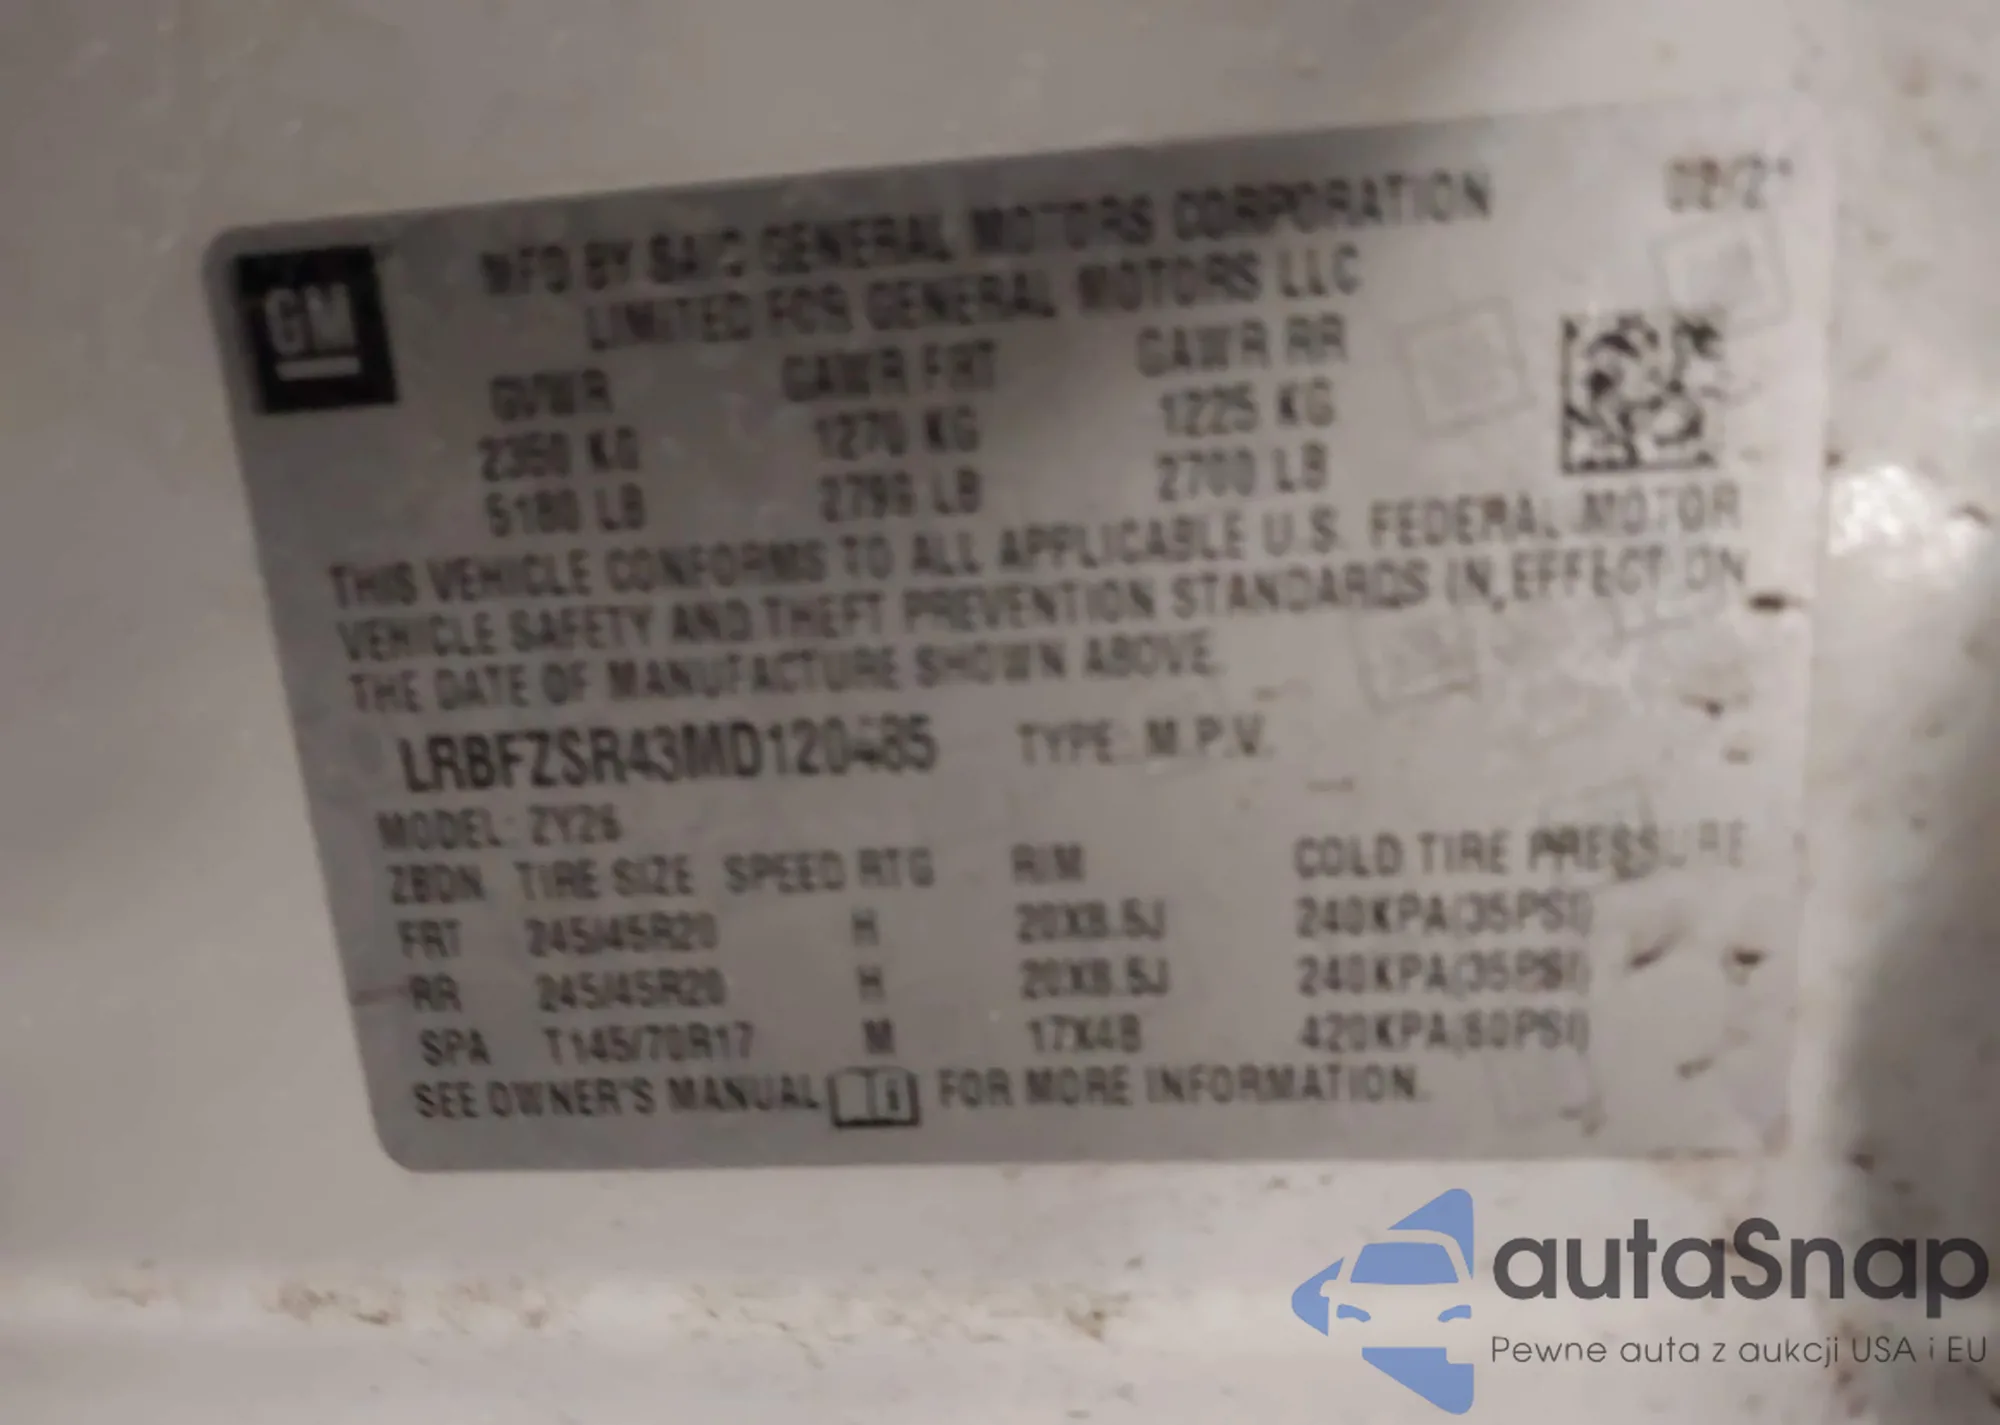 GM
MFD BY SAIC GENERAL MOTORS CORPORATION
LIMITED FOR GENERAL MOTORS LLC
GVWR GAWR FRT GAWR RR
2350 KG 1270 KG 1225 KG
5180 LB 2799 LB 2700 LB
THIS VEHICLE CONFORMS TO ALL APPLICABLE U.S. FEDERAL MOTOR
VEHICLE SAFETY AND THEFT PREVENTION STANDARDS IN EFFECT ON
THE DATE OF MANUFACTURE SHOWN ABOVE.
TYPE: M.P.V.
MODEL: ZY26
TIRE SIZE SPEED RTG RIM COLD TIRE PRESSURE
FRT 245/45R20 H 20X8.5J 240KPA(35PSI)
RR 245/45R20 H 20X8.5J 240KPA(35PSI)
SPA T145/70R17 M 17X4B 420KPA(60PSI)
SEE OWNER'S MANUAL FOR MORE INFORMATION.
autaSnap
Pewne auta z aukcji USA i EU